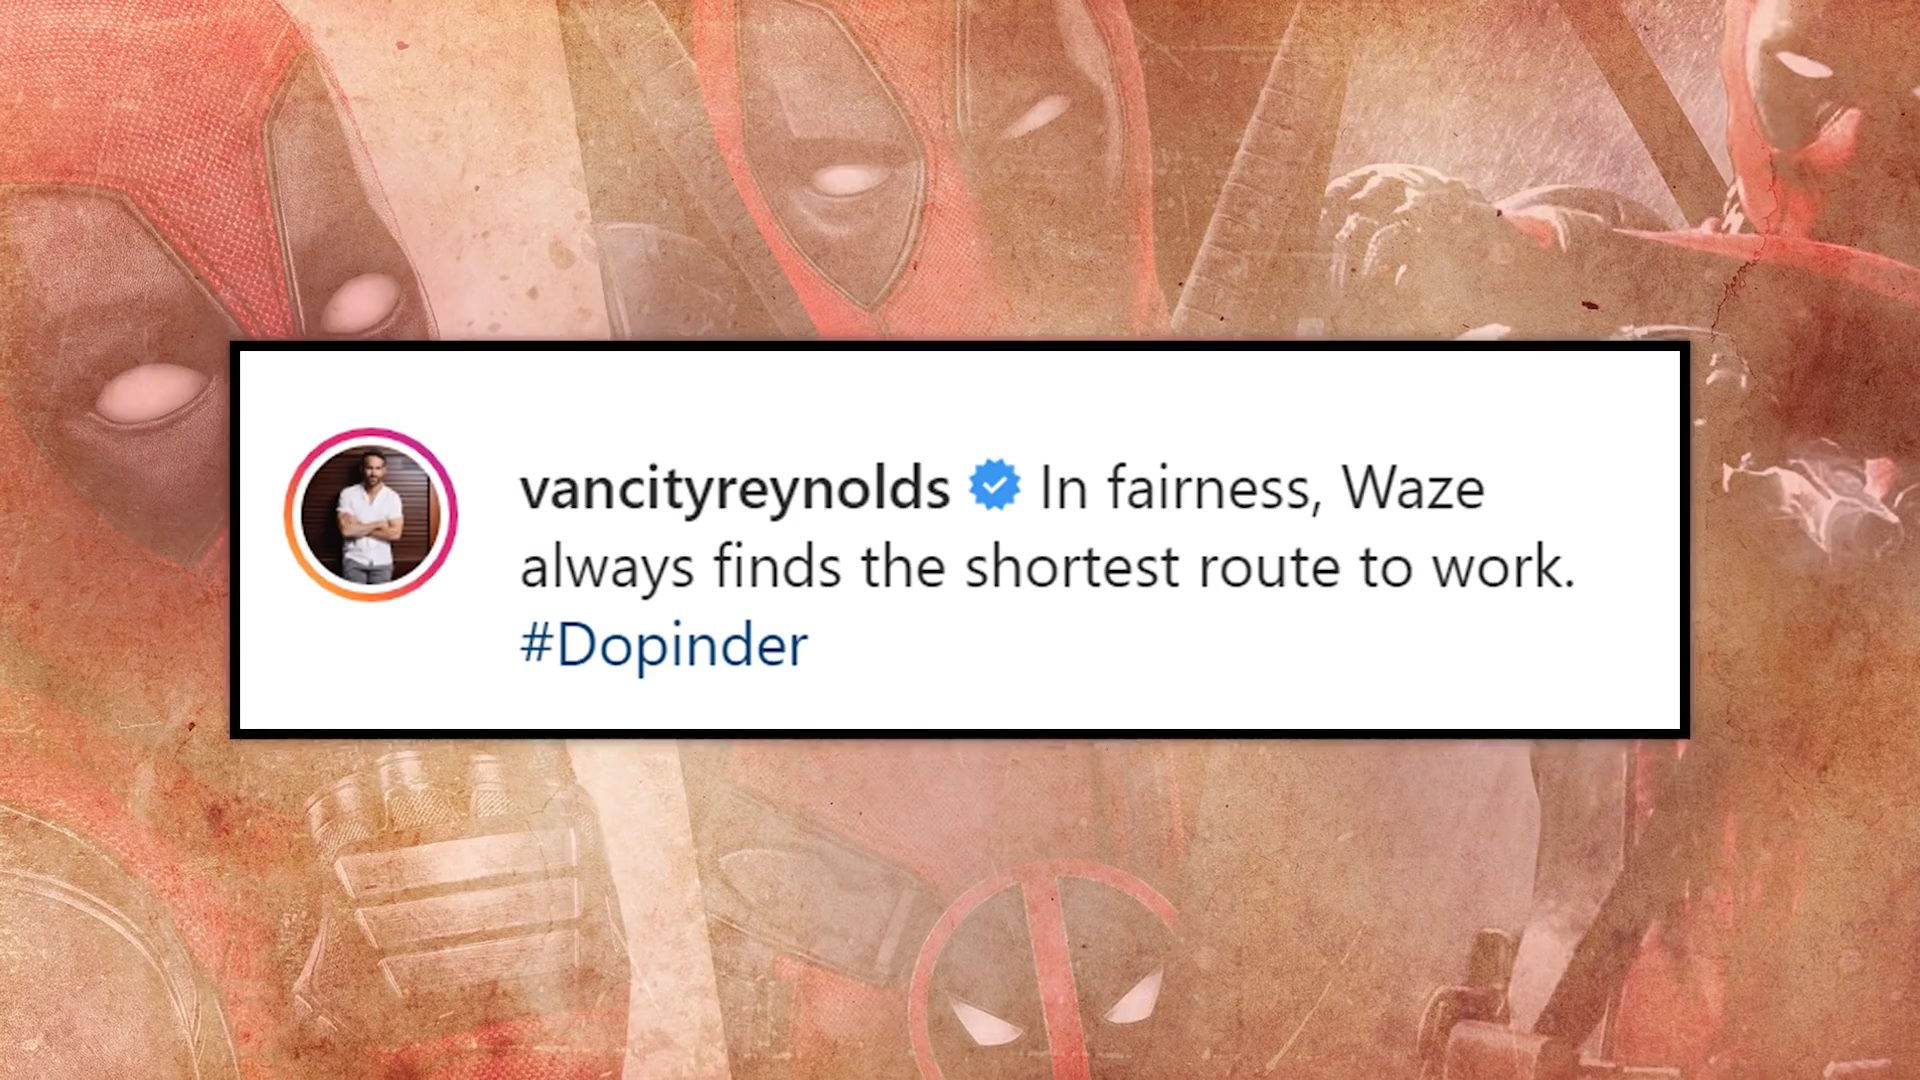 vancityreynolds In fairness, Waze
always finds the shortest route to work.
#Dopinder